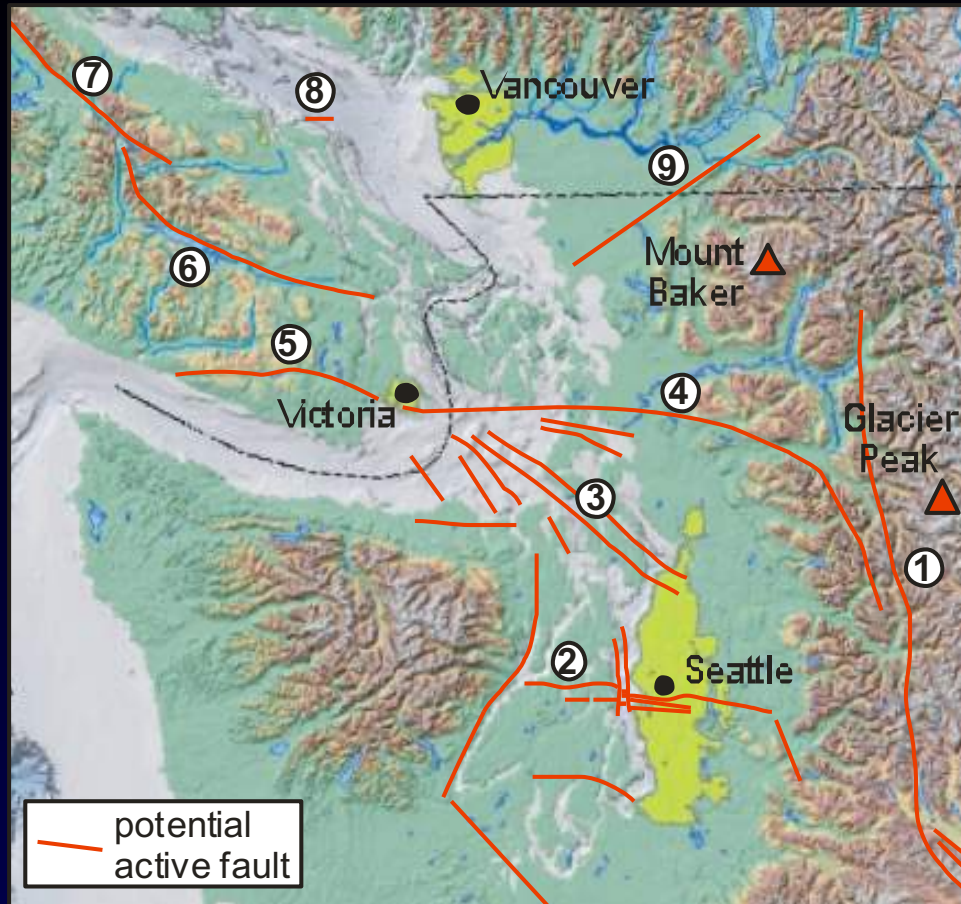 7
8
Vancouver
9
Mount
Baker
6
5
Victoria
4
Glacier
Peak
3
1
2
Seattle
potential
active fault